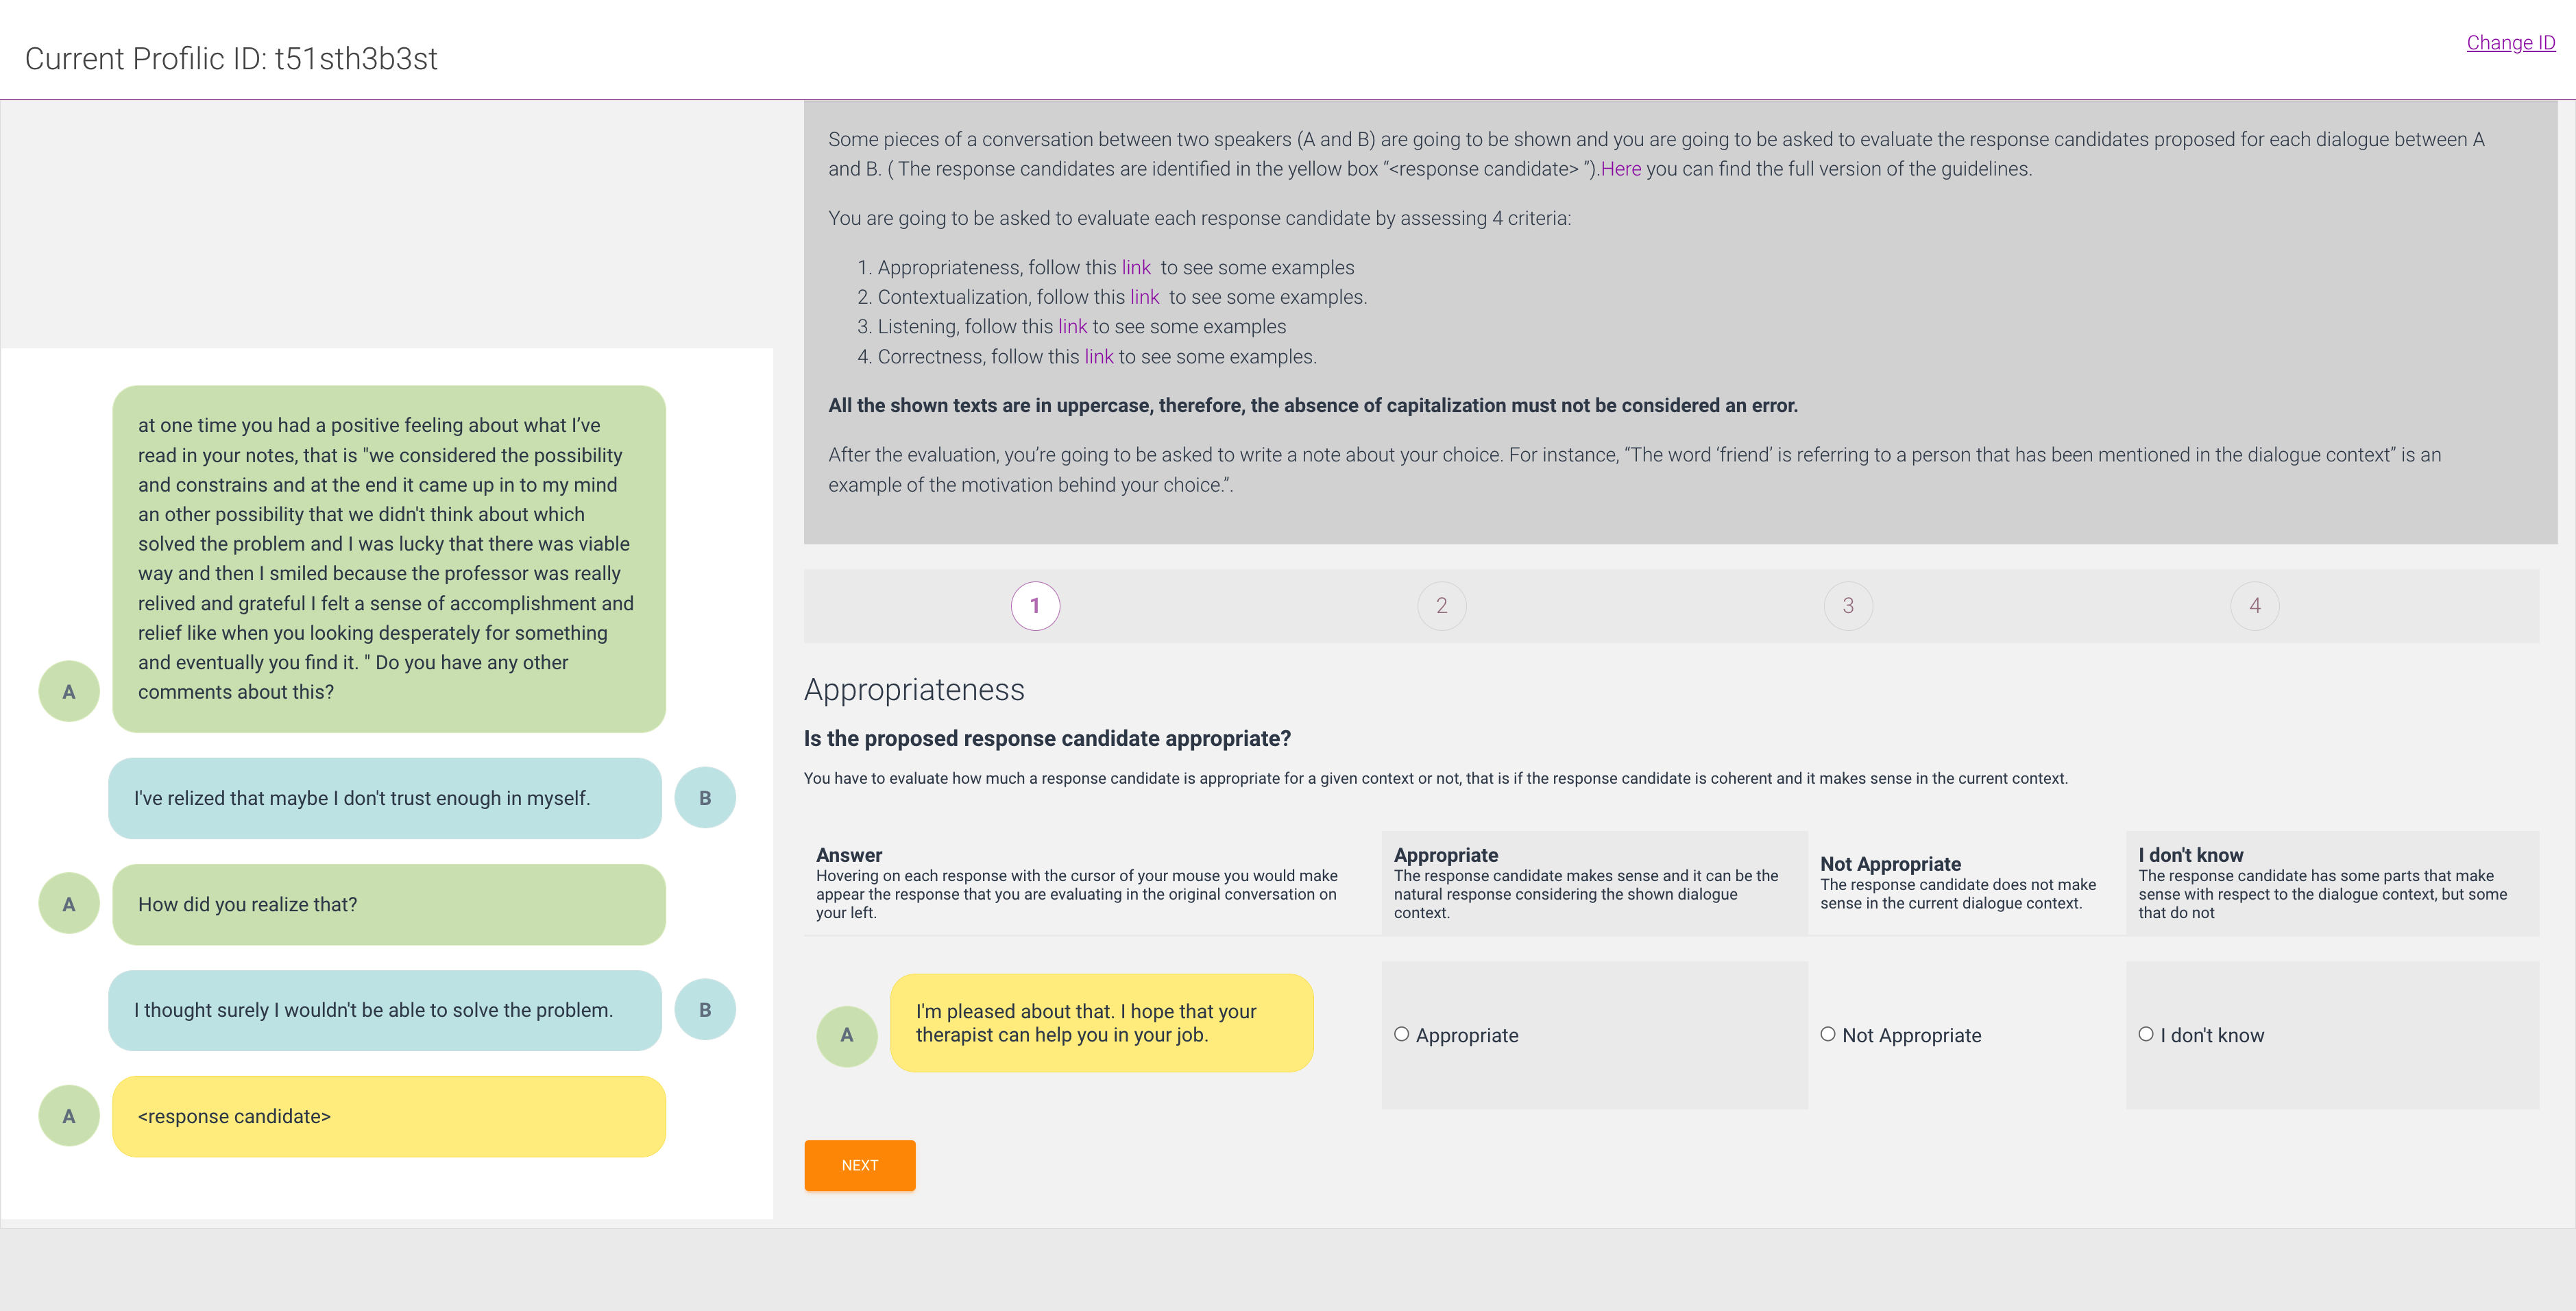 Current Profilic ID: t51sth3b3st
Change ID
Some pieces of a conversation between two speakers (A and B) are going to be shown and you are going to be asked to evaluate the response candidates proposed for each dialogue between A
and B. ( The response candidates are identified in the yellow box “<response candidate> ”).Here you can find the full version of the guidelines.
You are going to be asked to evaluate each response candidate by assessing 4 criteria:
1. Appropriateness, follow this link to see some examples
2. Contextualization, follow this link to see some examples.
3. Listening, follow this link to see some examples
4. Correctness, follow this link to see some examples.
All the shown texts are in uppercase, therefore, the absence of capitalization must not be considered an error.
After the evaluation, you’re going to be asked to write a note about your choice. For instance, “The word ‘friend’ is referring to a person that has been mentioned in the dialogue context” is an
example of the motivation behind your choice.”.
at one time you had a positive feeling about what I’ve
read in your notes, that is "we considered the possibility
and constrains and at the end it came up in to my mind
an other possibility that we didn't think about which
solved the problem and I was lucky that there was viable
way and then I smiled because the professor was really
relived and grateful I felt a sense of accomplishment and
relief like when you looking desperately for something
and eventually you find it. " Do you have any other
comments about this?
A
I've relized that maybe I don't trust enough in myself.
B
A
How did you realize that?
I thought surely I wouldn't be able to solve the problem.
B
A
<response candidate>
1
2
3
4
Appropriateness
Is the proposed response candidate appropriate?
You have to evaluate how much a response candidate is appropriate for a given context or not, that is if the response candidate is coherent and it makes sense in the current context.
Answer
Hovering on each response with the cursor of your mouse you would make
appear the response that you are evaluating in the original conversation on
your left.
Appropriate
The response candidate makes sense and it can be the
natural response considering the shown dialogue
context.
Not Appropriate
The response candidate does not make
sense in the current dialogue context.
I don't know
The response candidate has some parts that make
sense with respect to the dialogue context, but some
that do not
A
I'm pleased about that. I hope that your
therapist can help you in your job.
Appropriate
Not Appropriate
I don't know
NEXT